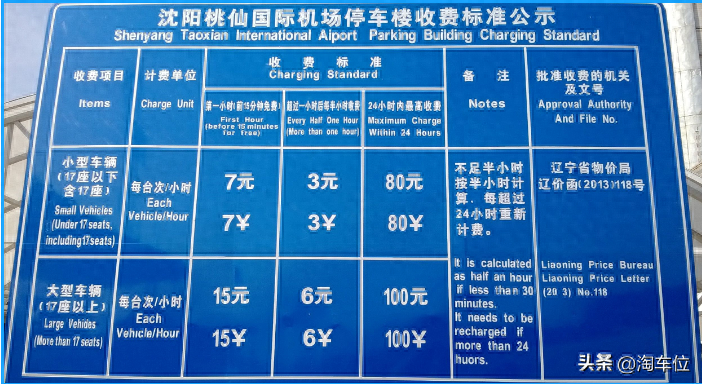 沈阳桃仙国际机场停车楼收费标准公示
Shenyang Taoxian International Aiport Parking Building Charging Standard
收费项目
Items
计费单位
Charge Unit
收 费 标 准
Charging Standard
第一小时(前15分钟免费)
First Hour
(before 15 minutes
for free)
超过一小时后每半小时收费
Every Half One Hour
(More than one hour)
24小时内最高收费
Maximum Charge
Within 24 Hours
备 注
Notes
批准收费的机关
及文号
Approval Authority
And File No.
小型车辆
(17座以下
含17座)
Small Vehicles
(Under 17 seats,
including 17 seats)
每台次/小时
Each
Vehicle/Hour
7元
7¥
3元
3¥
80元
80¥
不足半小时
按半小时计
算，每超过
24小时重新
计费。
辽宁省物价局
辽价函(2013)118号
大型车辆
(17座以上)
Large Vehides
(More than 17 seats)
每台次/小时
Each
Vehicle/Hour
15元
15¥
6元
6¥
100元
100¥
It is calculated
as half an hour
if less than 30
minutes.
It needs to be
recharged if
more than 24
huors.
Liaoning Price Bureau
Liaoning Price Letter
(20 3) No.118
头条 @淘车位